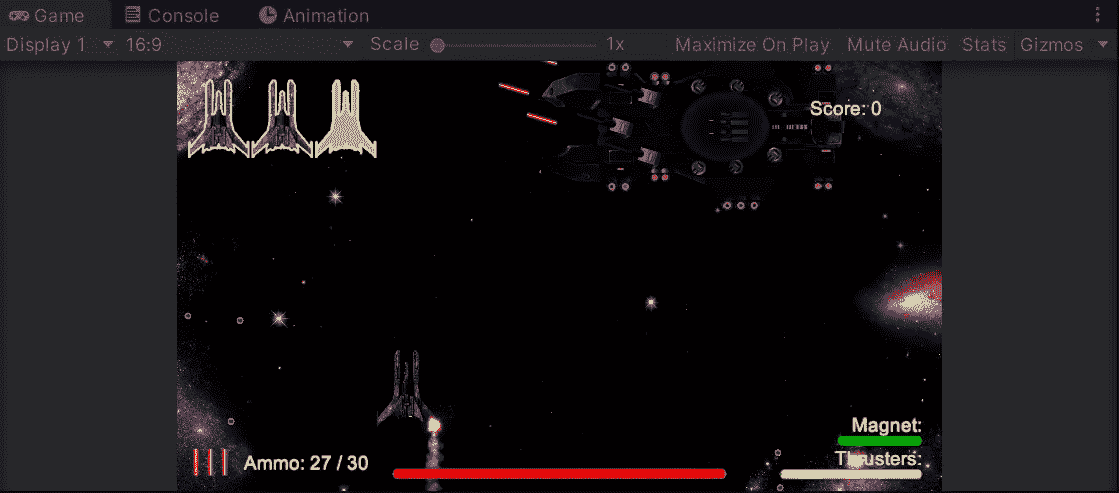 Game Console Animation
Display 1 16:9 Scale 1x Maximize On Play Mute Audio Stats Gizmos
Score: 0
Magnet:
Thrusters:
Ammo: 27 / 30